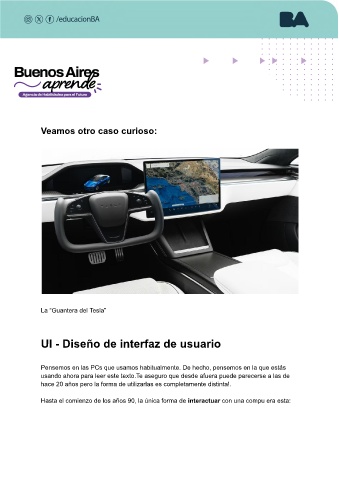 /educacionBA
BA
Buenos Aires
aprende
Agencia de Habilidades para el Futuro
Veamos otro caso curioso:
La "Guantera del Tesla"
UI - Diseño de interfaz de usuario
Pensemos en las PCs que usamos habitualmente. De hecho, pensemos en la que estás
usando ahora para leer este texto.Te aseguro que desde afuera puede parecerse a las de
hace 20 años pero la forma de utilizarlas es completamente distinta!.
Hasta el comienzo de los años 90, la única forma de interactuar con una compu era esta: